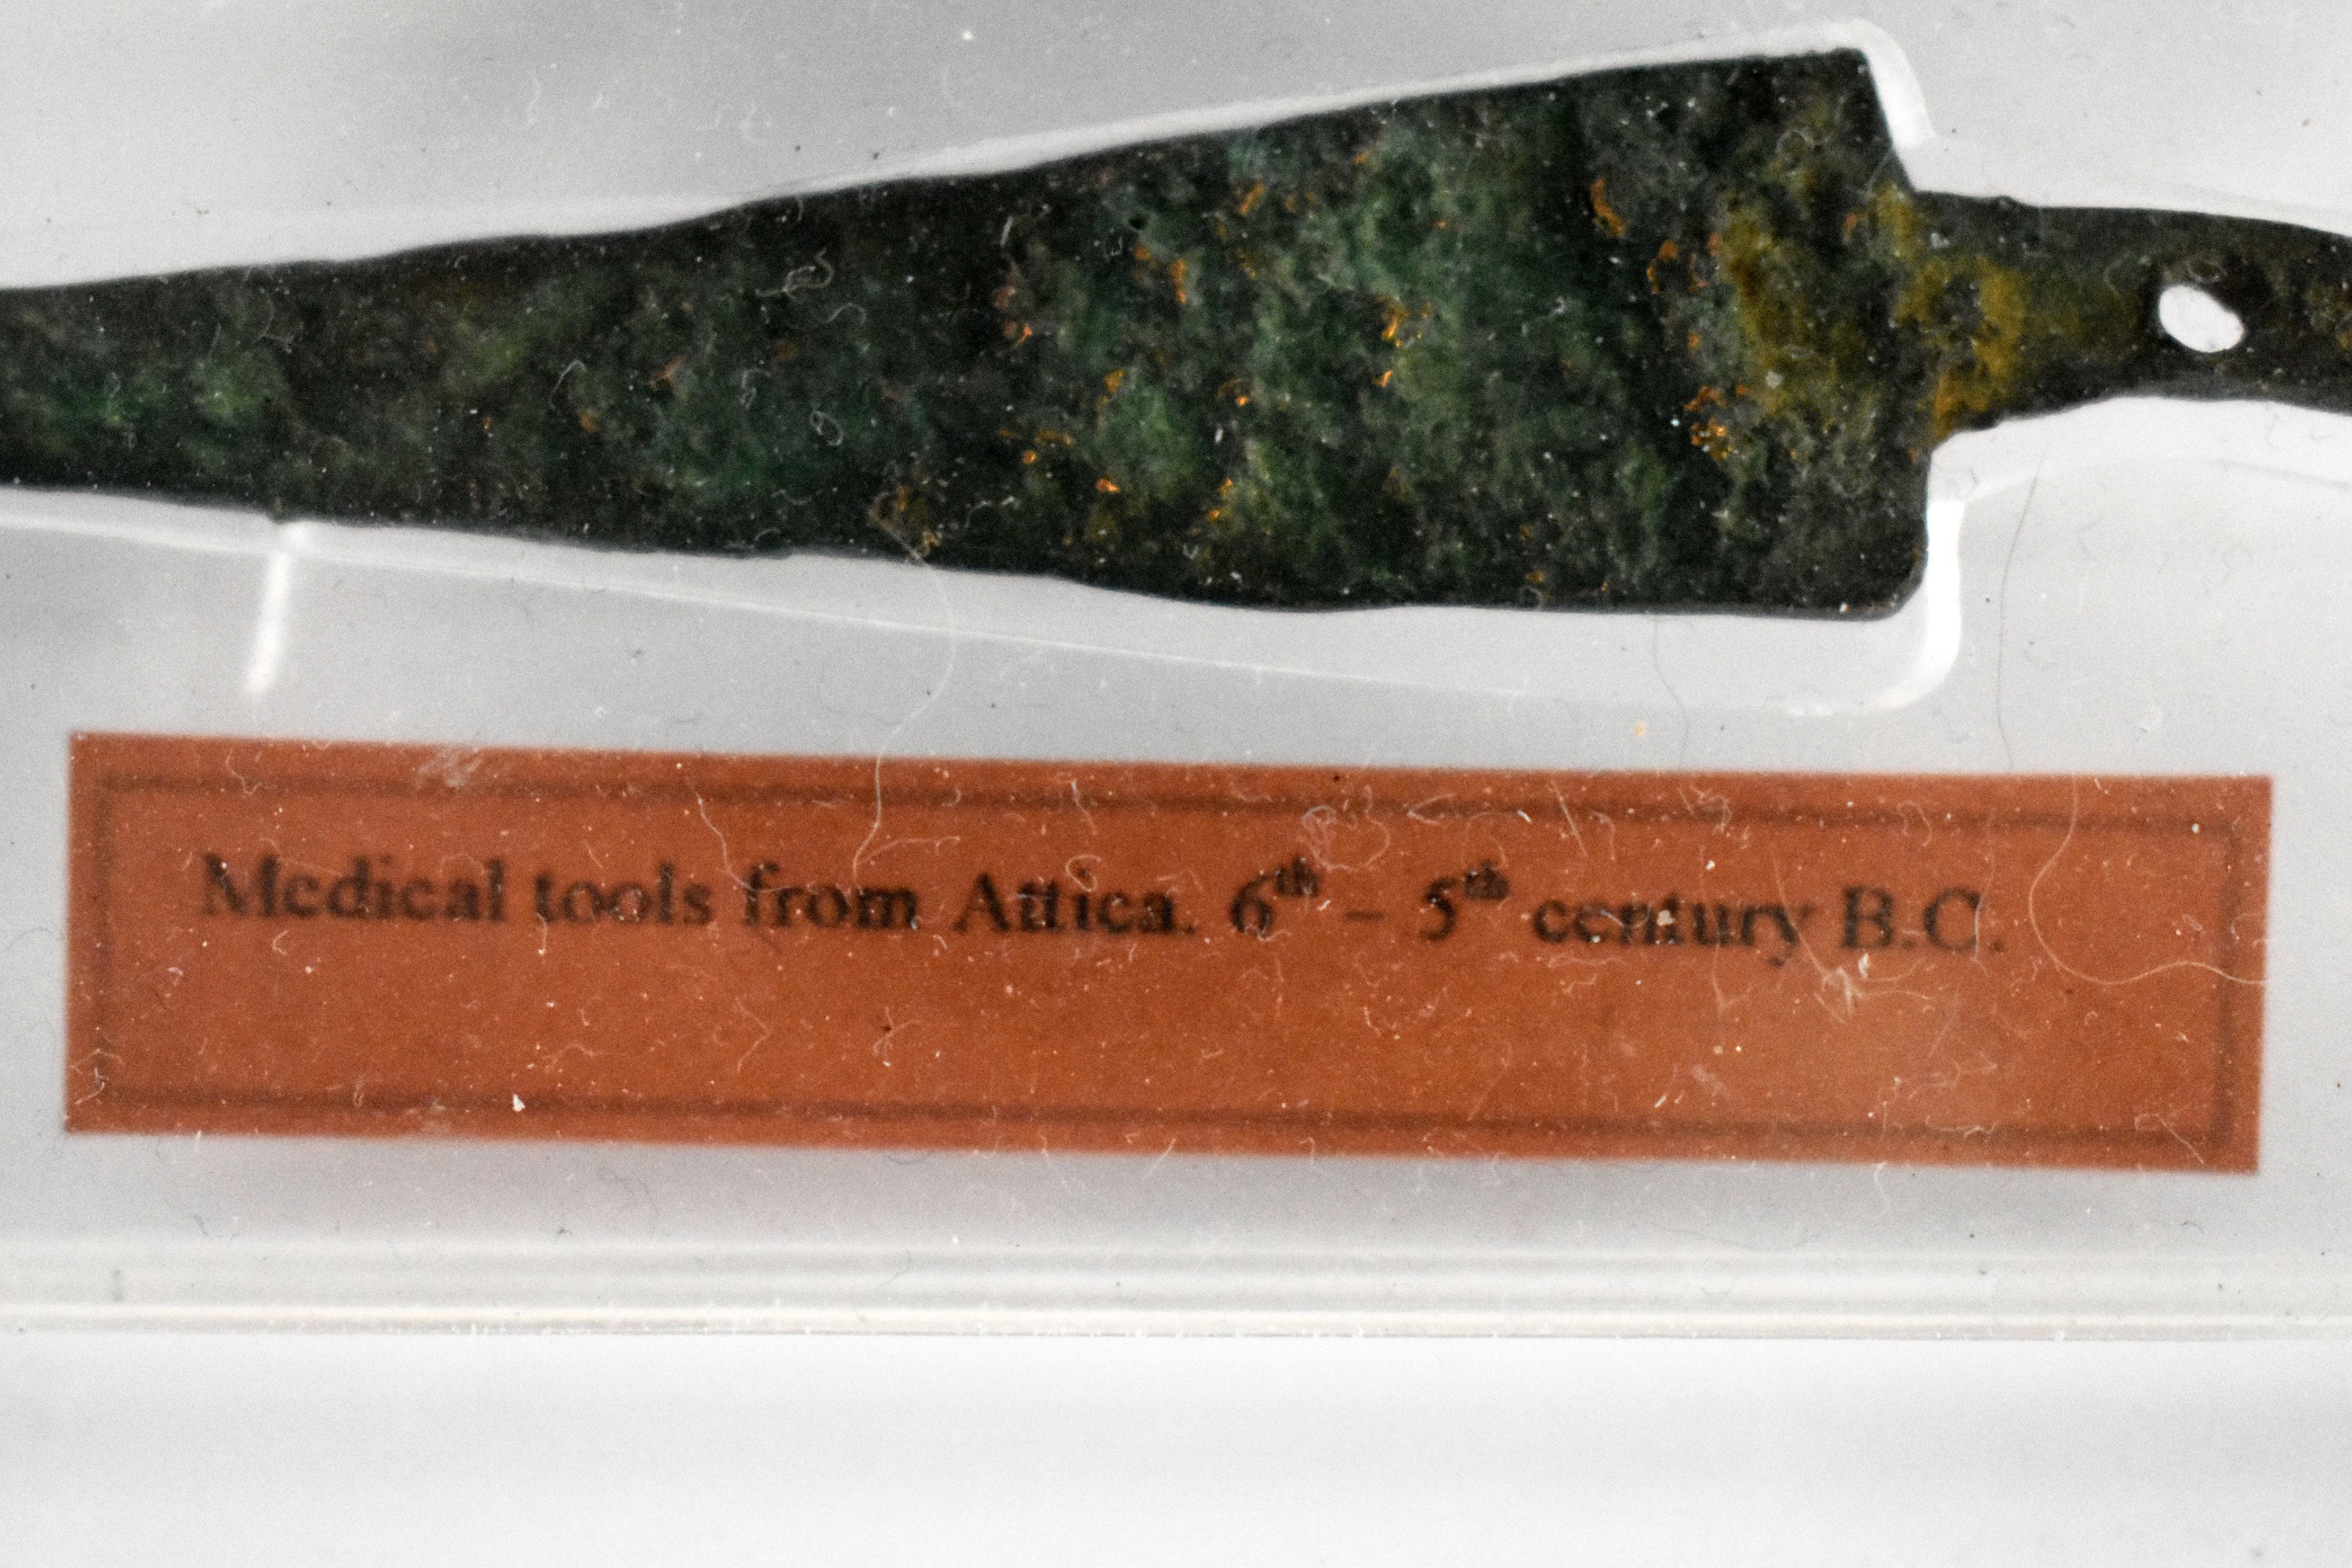 Medical tools from Attica. 6th – 5th century B.C.